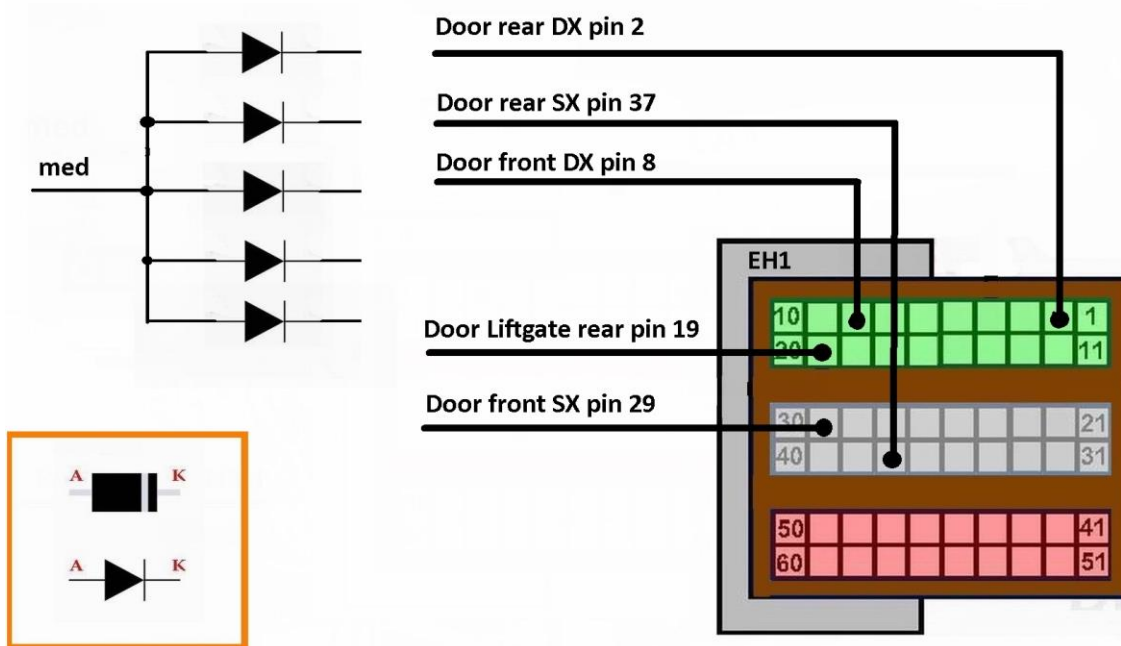 Door rear DX pin 2
Door rear SX pin 37
med
Door front DX pin 8
EH1
10 1
20 11
Door Liftgate rear pin 19
Door front SX pin 29
30 21
40 31
50 41
60 51
A K
A K